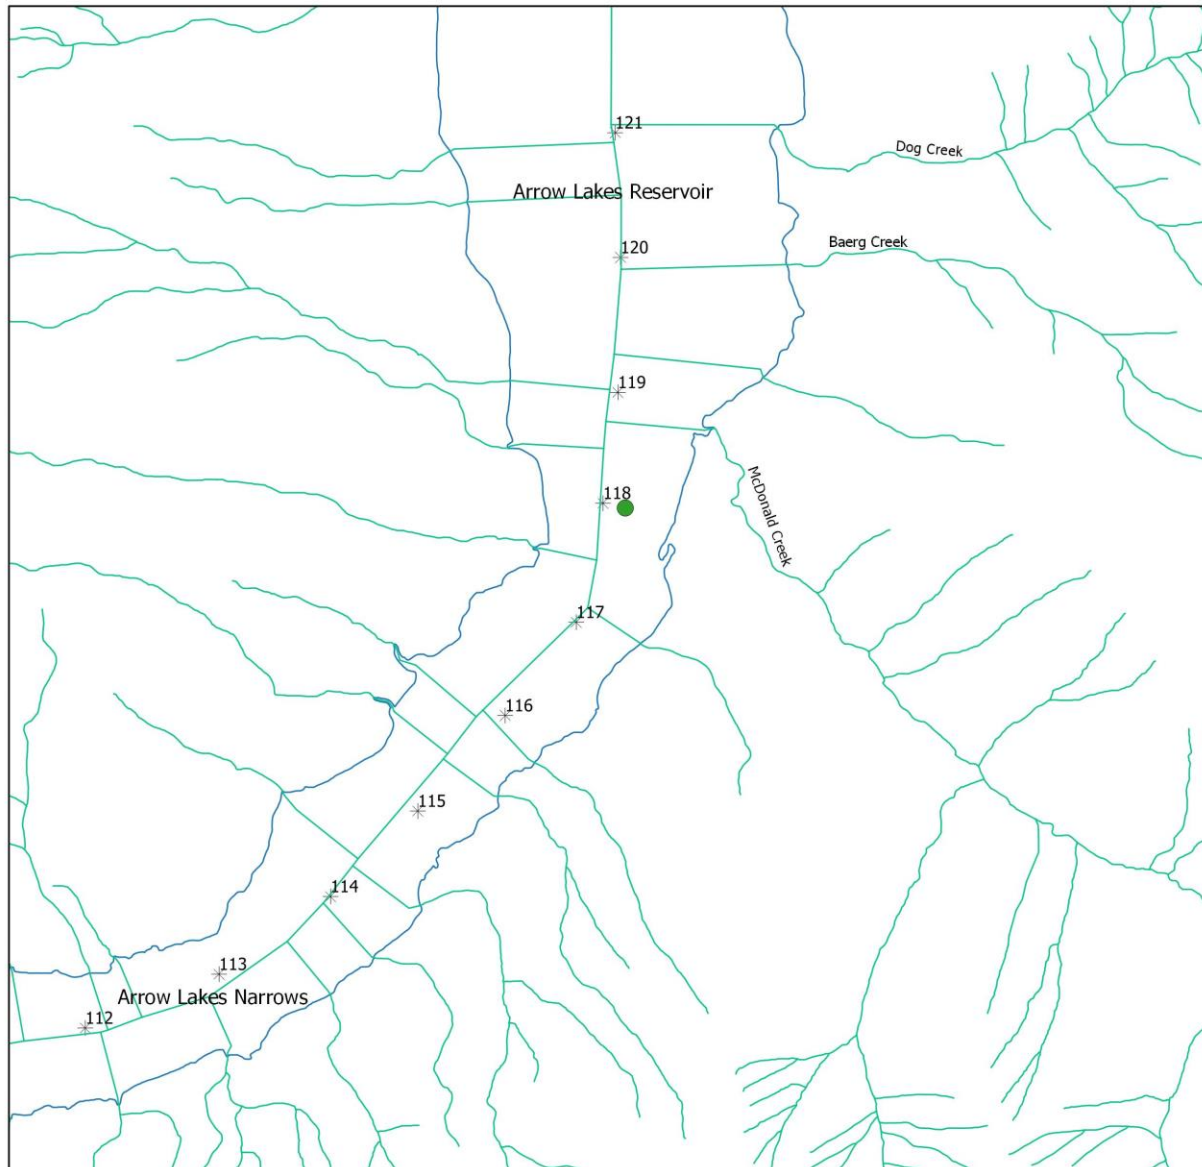 121
Dog Creek
Arrow Lakes Reservoir
120
Baerg Creek
119
118
McDonald Creek
117
116
115
114
113
Arrow Lakes Narrows
112